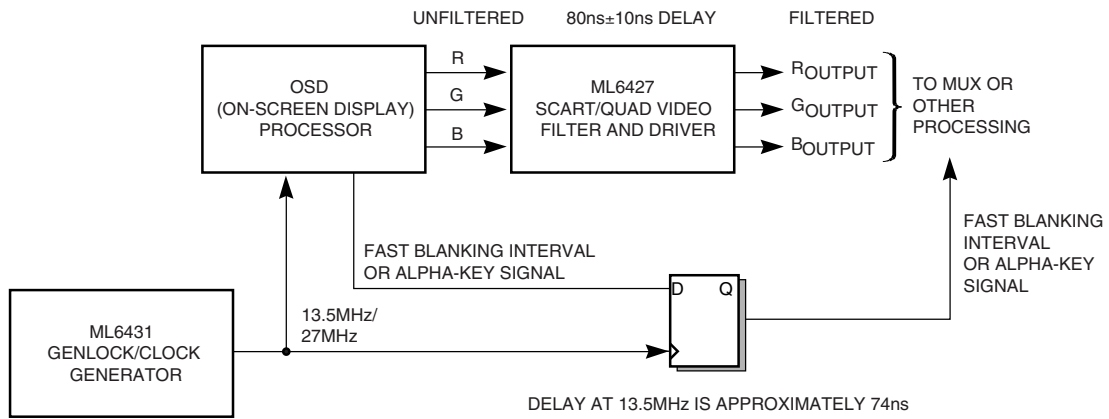 UNFILTERED 80ns±10ns DELAY FILTERED
OSD
(ON-SCREEN DISPLAY)
PROCESSOR
R
G
B
ML6427
SCART/QUAD VIDEO
FILTER AND DRIVER
ROUTPUT
GOUTPUT
BOUTPUT
TO MUX OR
OTHER
PROCESSING
FAST BLANKING INTERVAL
OR ALPHA-KEY SIGNAL
FAST BLANKING
INTERVAL
OR ALPHA-KEY
SIGNAL
D Q
ML6431
GENLOCK/CLOCK
GENERATOR
13.5MHz/
27MHz
DELAY AT 13.5MHz IS APPROXIMATELY 74ns